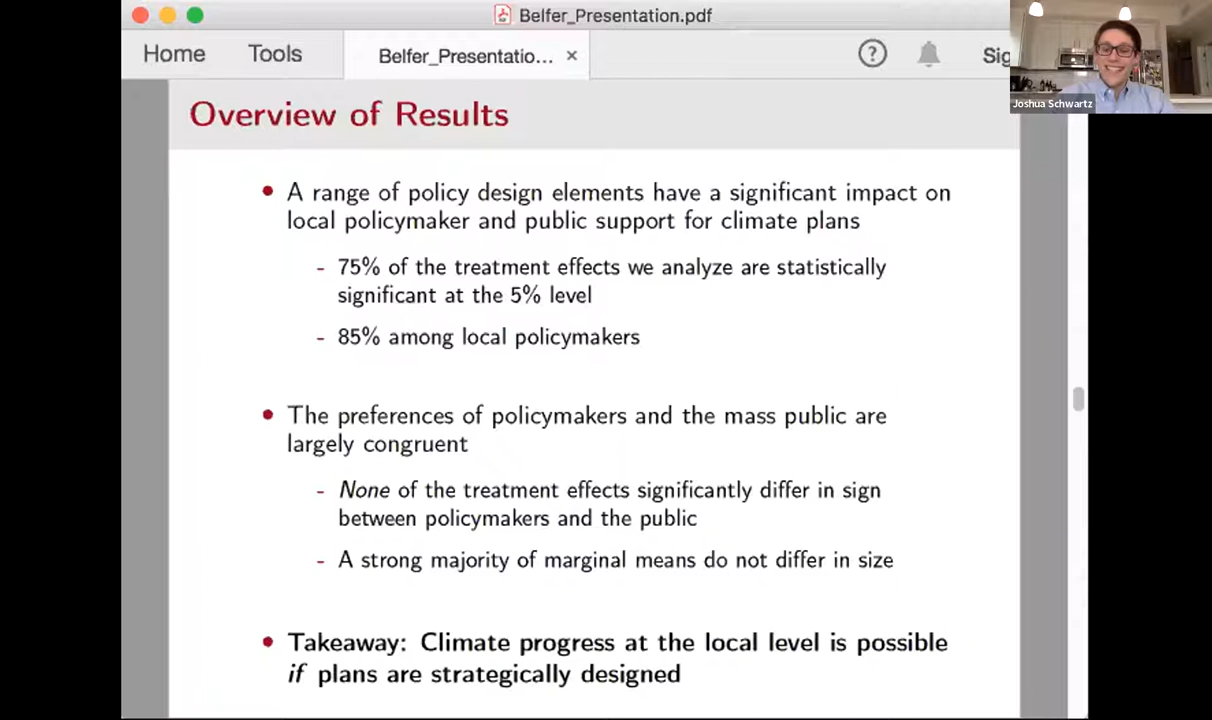 Belfer_Presentation.pdf
Home Tools Belfer_Presentatio... × ? Sig
Joshua Schwartz
Overview of Results
• A range of policy design elements have a significant impact on
local policymaker and public support for climate plans
- 75% of the treatment effects we analyze are statistically
significant at the 5% level
- 85% among local policymakers
• The preferences of policymakers and the mass public are
largely congruent
- None of the treatment effects significantly differ in sign
between policymakers and the public
- A strong majority of marginal means do not differ in size
• Takeaway: Climate progress at the local level is possible
if plans are strategically designed